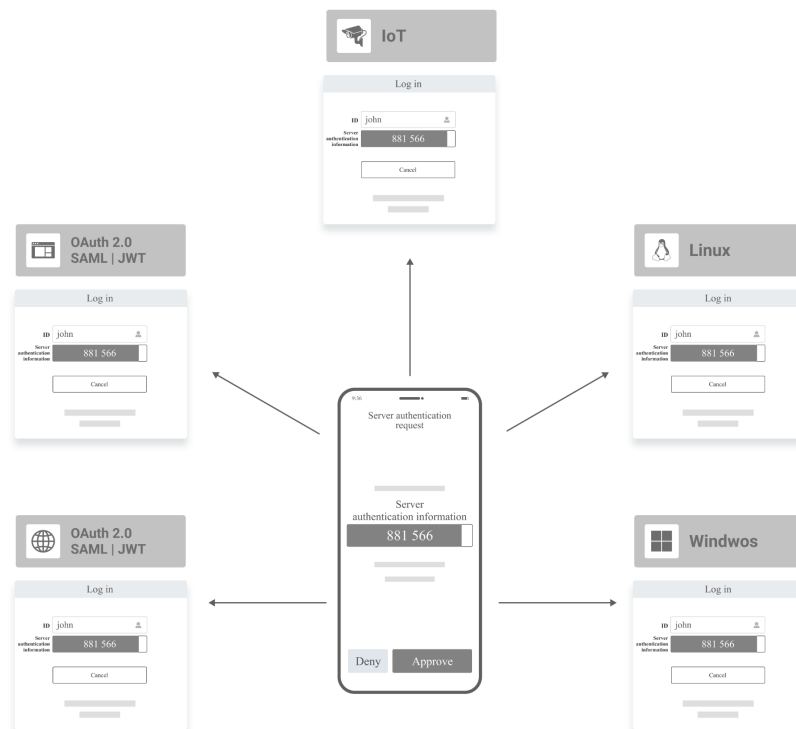 IoT
Log in
ID john
Server
authentication
information
881 566
Cancel
OAuth 2.0
SAML | JWT
Log in
ID john
Server
authentication
information
881 566
Cancel
Linux
Log in
ID john
Server
authentication
information
881 566
Cancel
9:36
Server authentication
request
Server
authentication information
881 566
Deny Approve
OAuth 2.0
SAML | JWT
Log in
ID john
Server
authentication
information
881 566
Cancel
Windwos
Log in
ID john
Server
authentication
information
881 566
Cancel